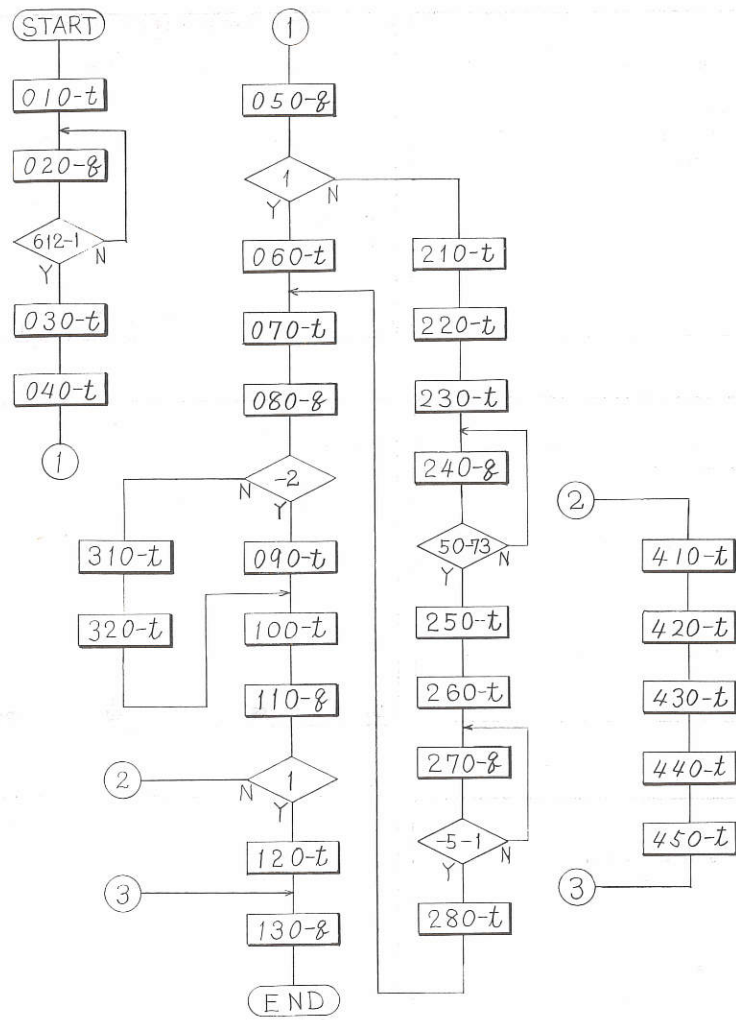 START
010-t
020-q
612-1
Y
N
030-t
040-t
1
1
050-q
1
Y
N
060-t
070-t
080-q
-2
N
Y
310-t
320-t
090-t
100-t
110-q
1
2
N
Y
120-t
3
130-q
END
210-t
220-t
230-t
240-q
50-73
Y
N
250-t
260-t
270-q
-5-1
Y
N
280-t
2
410-t
420-t
430-t
440-t
450-t
3